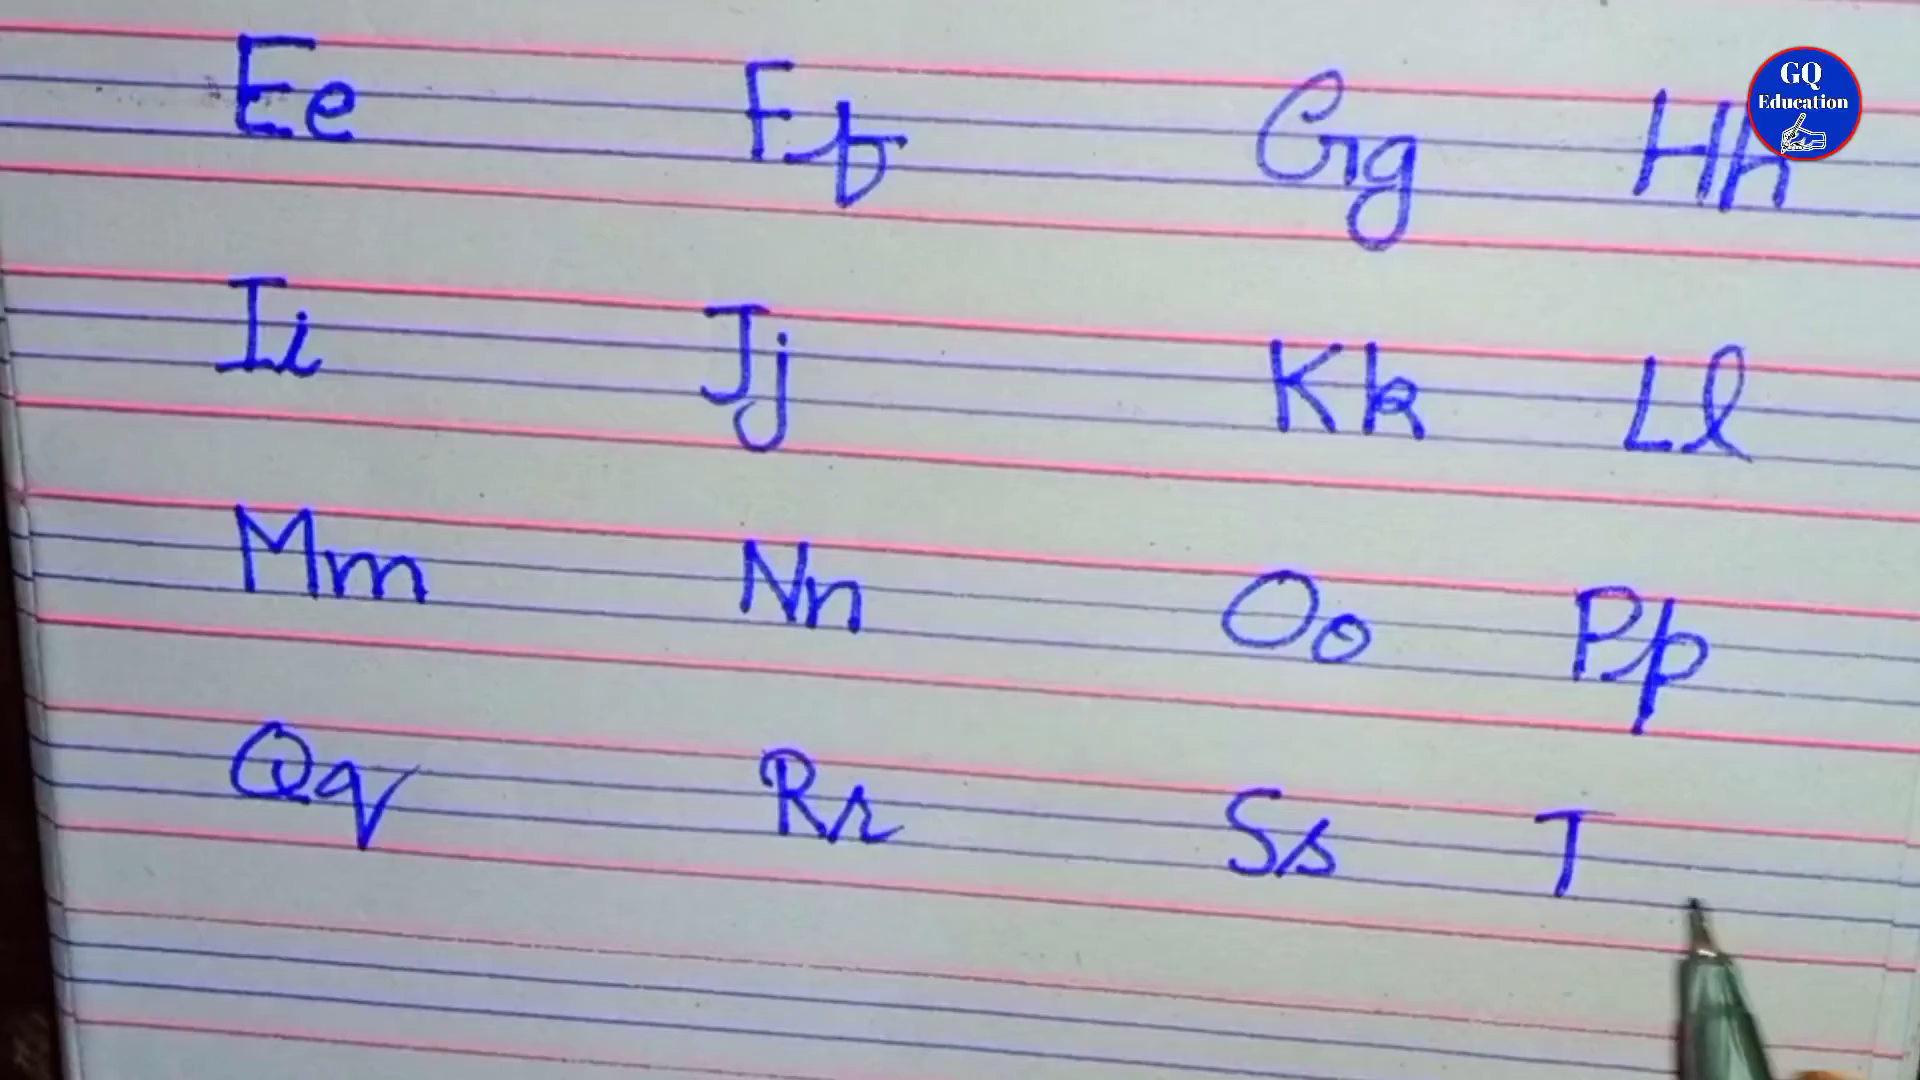 GQ
Education
Ee Ff Gg Hh
Ii Jj Kk Ll
Mm Nn Oo Pp
Qq Rr Ss T